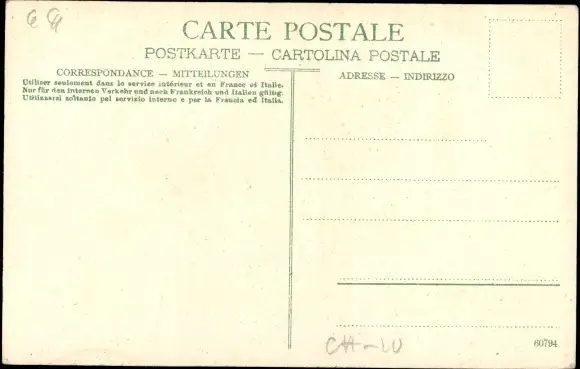 CARTE POSTALE
POSTKARTE — CARTOLINA POSTALE
CORRESPONDANCE — MITTEILUNGEN
Utiliser seulement dans le service intérieur et en France et Italie.
Nur für den internen Verkehr und nach Frankreich und Italien gültig.
Utilizzarsi soltanto pel servizio interno e per la Francia ed Italia.
ADRESSE — INDIRIZZO
CH-LU
60794